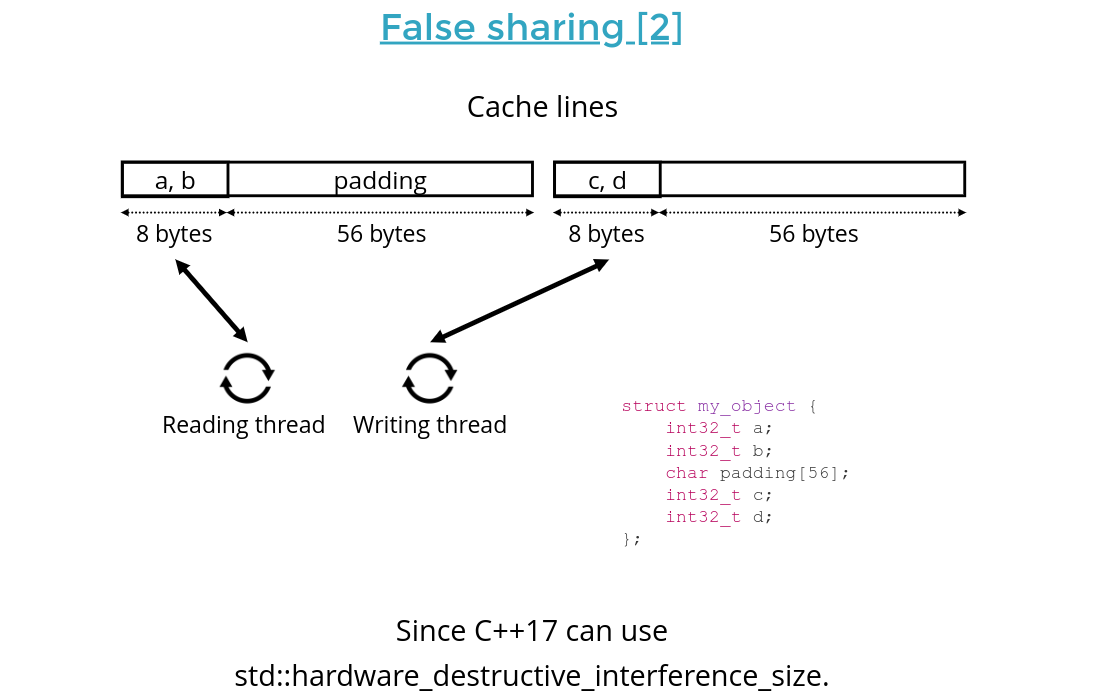 False sharing [2]
Cache lines
a, b
padding
c, d
8 bytes
56 bytes
8 bytes
56 bytes
Reading thread
Writing thread
struct my_object {
    int32_t a;
    int32_t b;
    char padding[56];
    int32_t c;
    int32_t d;
};
Since C++17 can use
std::hardware_destructive_interference_size.